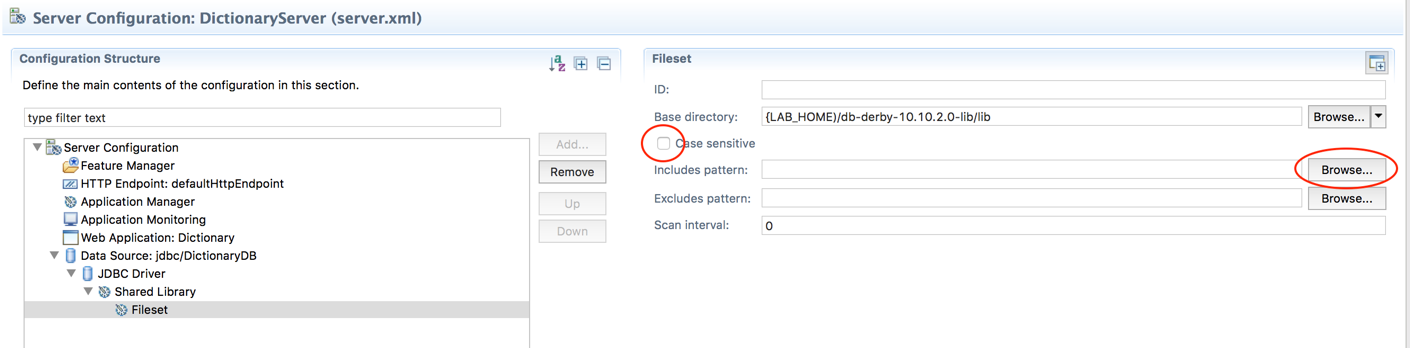 Server Configuration: DictionaryServer (server.xml)
Configuration Structure
Define the main contents of the configuration in this section.
type filter text
Server Configuration
Feature Manager
HTTP Endpoint: defaultHttpEndpoint
Application Manager
Application Monitoring
Web Application: Dictionary
Data Source: jdbc/DictionaryDB
JDBC Driver
Shared Library
Fileset
Add...
Remove
Up
Down
Fileset
ID:
Base directory: {LAB_HOME)/db-derby-10.10.2.0-lib/lib Browse...
Case sensitive
Includes pattern: Browse...
Excludes pattern: Browse...
Scan interval: 0